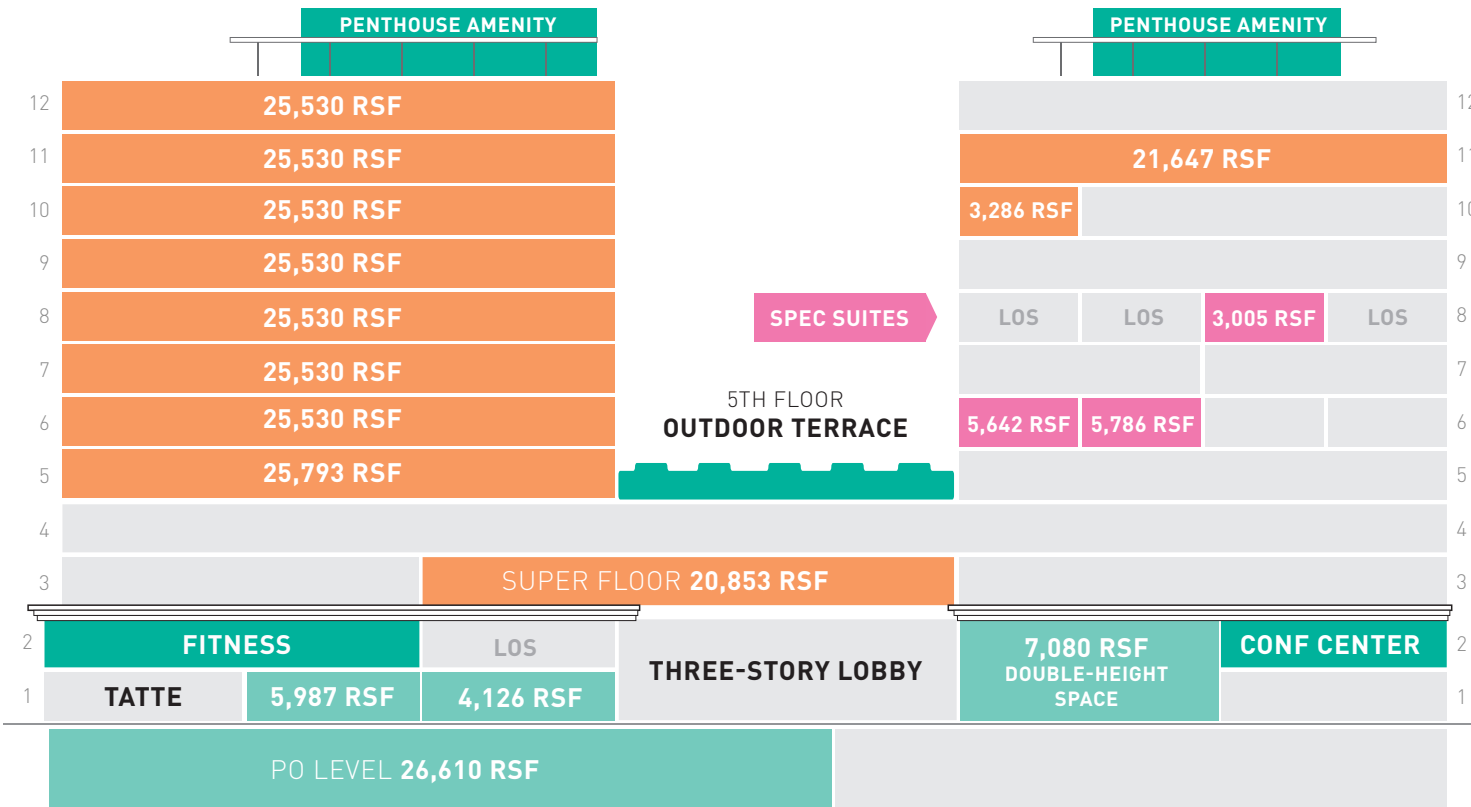 PENTHOUSE AMENITY PENTHOUSE AMENITY
12 25,530 RSF 12
11 25,530 RSF 21,647 RSF 11
10 25,530 RSF 3,286 RSF 10
9 25,530 RSF 9
8 25,530 RSF SPEC SUITES LOS LOS 3,005 RSF LOS 8
7 25,530 RSF 7
5TH FLOOR
6 25,530 RSF OUTDOOR TERRACE 5,642 RSF 5,786 RSF 6
5 25,793 RSF 5
4 4
3 SUPER FLOOR 20,853 RSF 3
2 FITNESS LOS 7,080 RSF CONF CENTER 2
THREE-STORY LOBBY DOUBLE-HEIGHT
1 TATTE 5,987 RSF 4,126 RSF SPACE 1
PO LEVEL 26,610 RSF